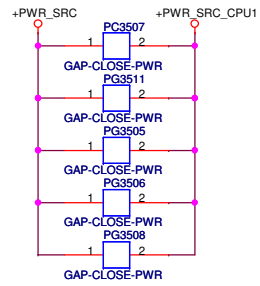 +PWR_SRC +PWR_SRC_CPU1
PC3507
1 2
GAP-CLOSE-PWR
PG3511
1 2
GAP-CLOSE-PWR
PG3505
1 2
GAP-CLOSE-PWR
PG3506
1 2
GAP-CLOSE-PWR
PG3508
1 2
GAP-CLOSE-PWR